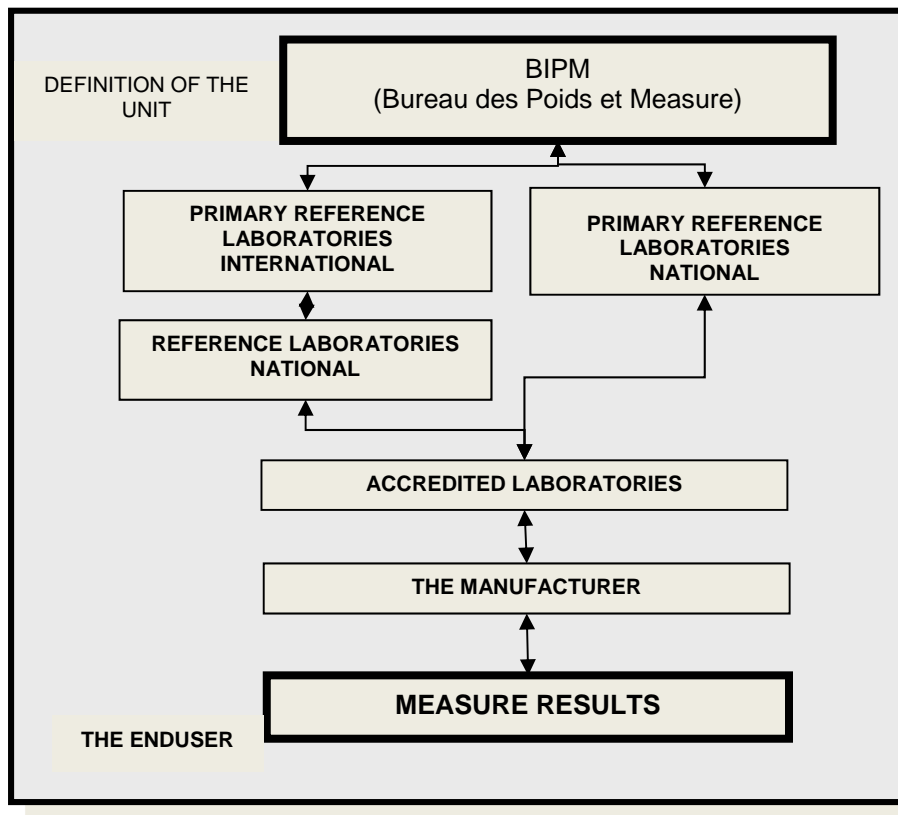 DEFINITION OF THE
UNIT
BIPM
(Bureau des Poids et Measure)
PRIMARY REFERENCE
LABORATORIES
INTERNATIONAL
PRIMARY REFERENCE
LABORATORIES
NATIONAL
REFERENCE LABORATORIES
NATIONAL
ACCREDITED LABORATORIES
THE MANUFACTURER
MEASURE RESULTS
THE ENDUSER